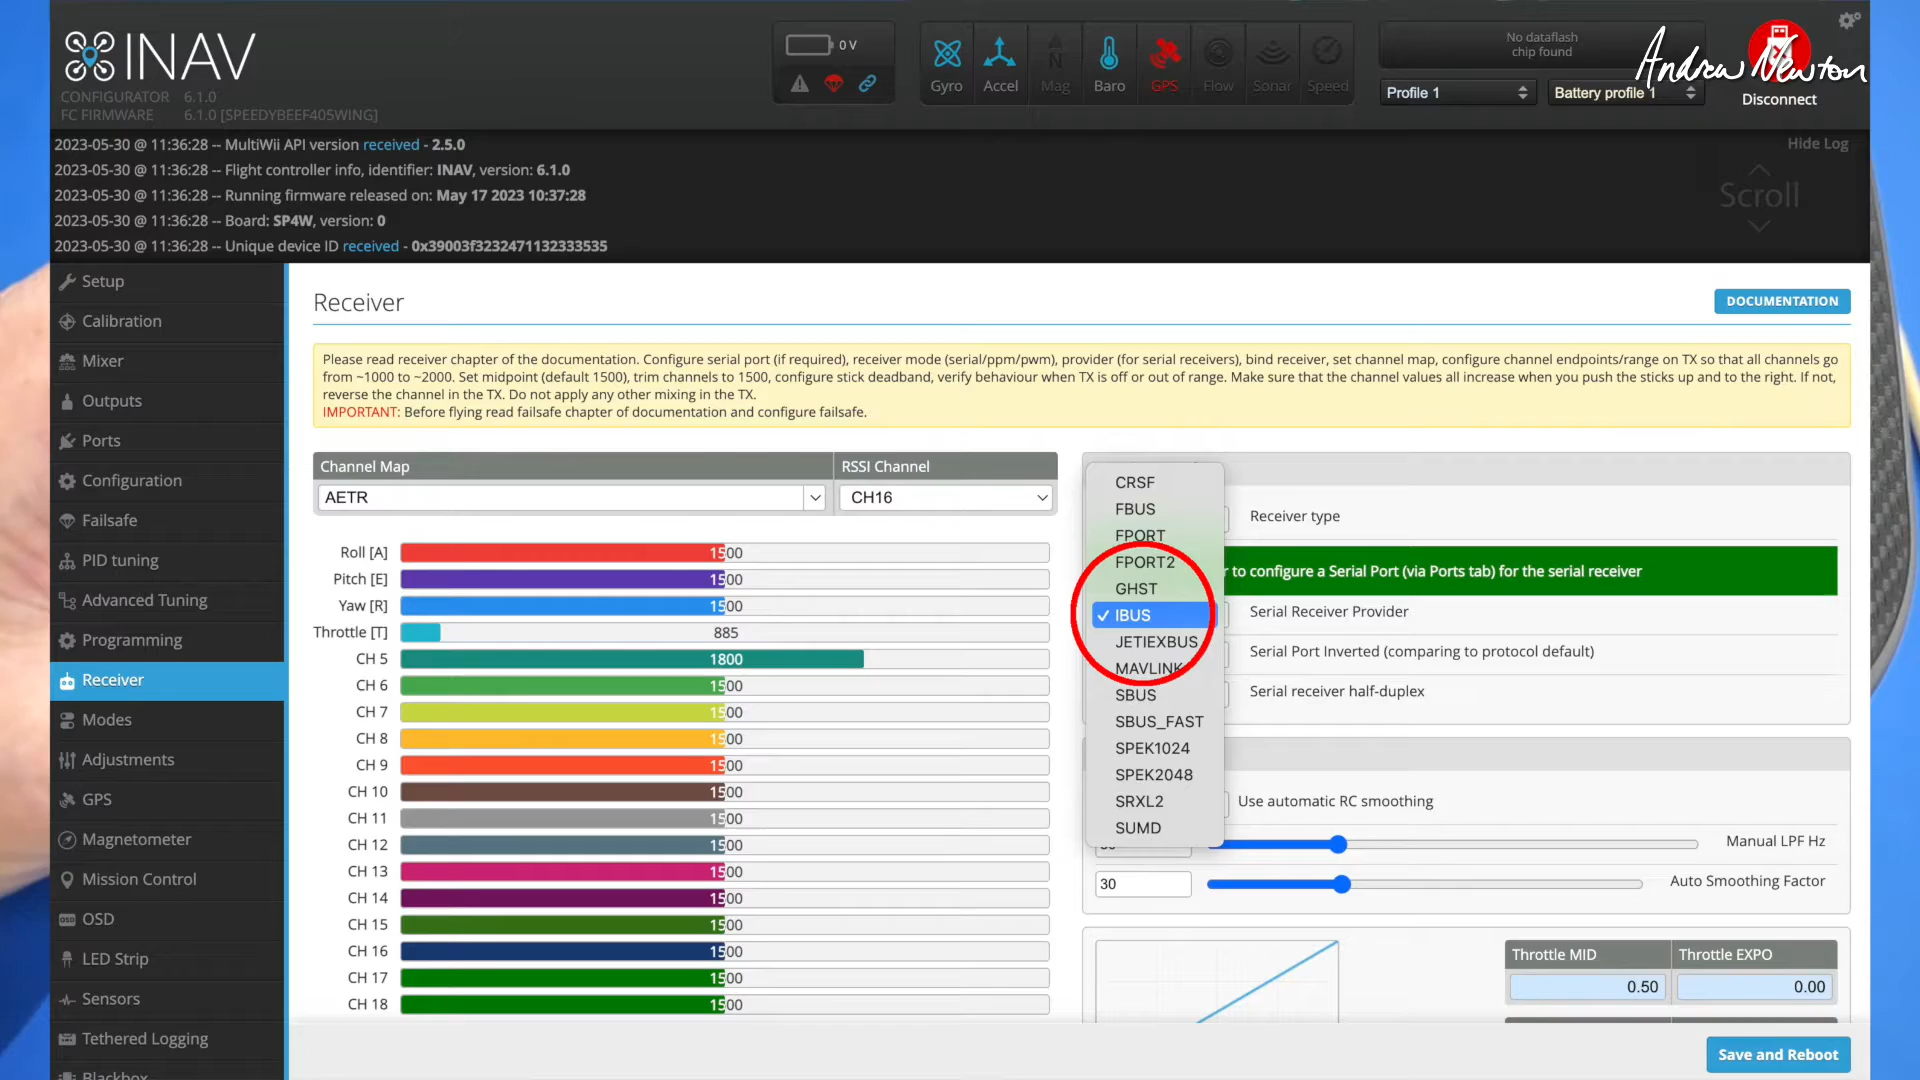 INAV
CONFIGURATOR 6.1.0
FC FIRMWARE 6.1.0 [SPEEDYBEEF405WING]
0 V
Gyro
Accel
Mag
Baro
GPS
Flow
Sonar
Speed
No dataflash
chip found
Profile 1
Battery profile 1
Andrew Newton
Disconnect
2023-05-30 @ 11:36:28 -- MultiWii API version received - 2.5.0
2023-05-30 @ 11:36:28 -- Flight controller info, identifier: INAV, version: 6.1.0
2023-05-30 @ 11:36:28 -- Running firmware released on: May 17 2023 10:37:28
2023-05-30 @ 11:36:28 -- Board: SP4W, version: 0
2023-05-30 @ 11:36:28 -- Unique device ID received - 0x39003f3232471132333535
Hide Log
Scroll
Setup
Calibration
Mixer
Outputs
Ports
Configuration
Failsafe
PID tuning
Advanced Tuning
Programming
Receiver
Modes
Adjustments
GPS
Magnetometer
Mission Control
OSD
LED Strip
Sensors
Tethered Logging
Blackbox
Receiver
DOCUMENTATION
Please read receiver chapter of the documentation. Configure serial port (if required), receiver mode (serial/ppm/pwm), provider (for serial receivers), bind receiver, set channel map, configure channel endpoints/range on TX so that all channels go
from ~1000 to ~2000. Set midpoint (default 1500), trim channels to 1500, configure stick deadband, verify behaviour when TX is off or out of range. Make sure that the channel values all increase when you push the sticks up and to the right. If not,
reverse the channel in the TX. Do not apply any other mixing in the TX.
IMPORTANT: Before flying read failsafe chapter of documentation and configure failsafe.
Channel Map
RSSI Channel
AETR
CH16
Roll [A] 1500
Pitch [E] 1500
Yaw [R] 1500
Throttle [T] 885
CH 5 1800
CH 6 1500
CH 7 1500
CH 8 1500
CH 9 1500
CH 10 1500
CH 11 1500
CH 12 1500
CH 13 1500
CH 14 1500
CH 15 1500
CH 16 1500
CH 17 1500
CH 18 1500
CRSF
FBUS
FPORT
FPORT2
GHST
✓ IBUS
JETIEXBUS
MAVLINK
SBUS
SBUS_FAST
SPEK1024
SPEK2048
SRXL2
SUMD
Receiver type
r to configure a Serial Port (via Ports tab) for the serial receiver
Serial Receiver Provider
Serial Port Inverted (comparing to protocol default)
Serial receiver half-duplex
Use automatic RC smoothing
Manual LPF Hz
30
Auto Smoothing Factor
Throttle MID
Throttle EXPO
0.50
0.00
Save and Reboot